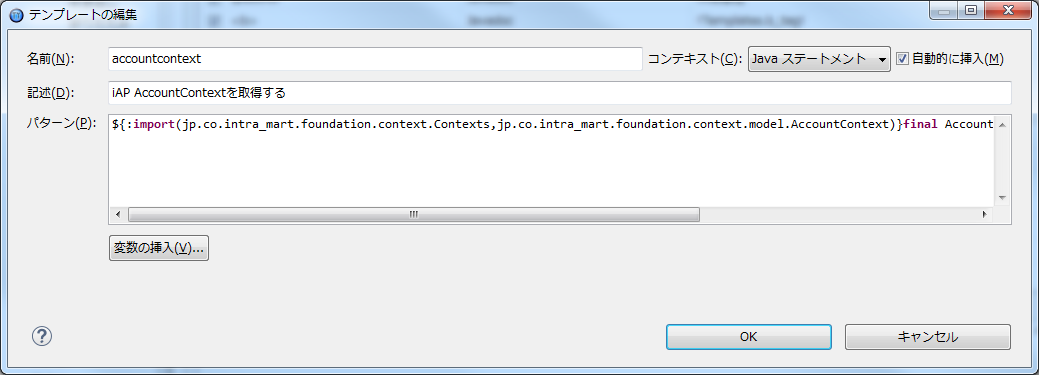 テンプレートの編集
名前(N): accountcontext コンテキスト(C): Java ステートメント 自動的に挿入(M)
記述(D): iAP AccountContextを取得する
パターン(P): ${:import(jp.co.intra_mart.foundation.context.Contexts,jp.co.intra_mart.foundation.context.model.AccountContext)}final Account
変数の挿入(V)...
OK キャンセル